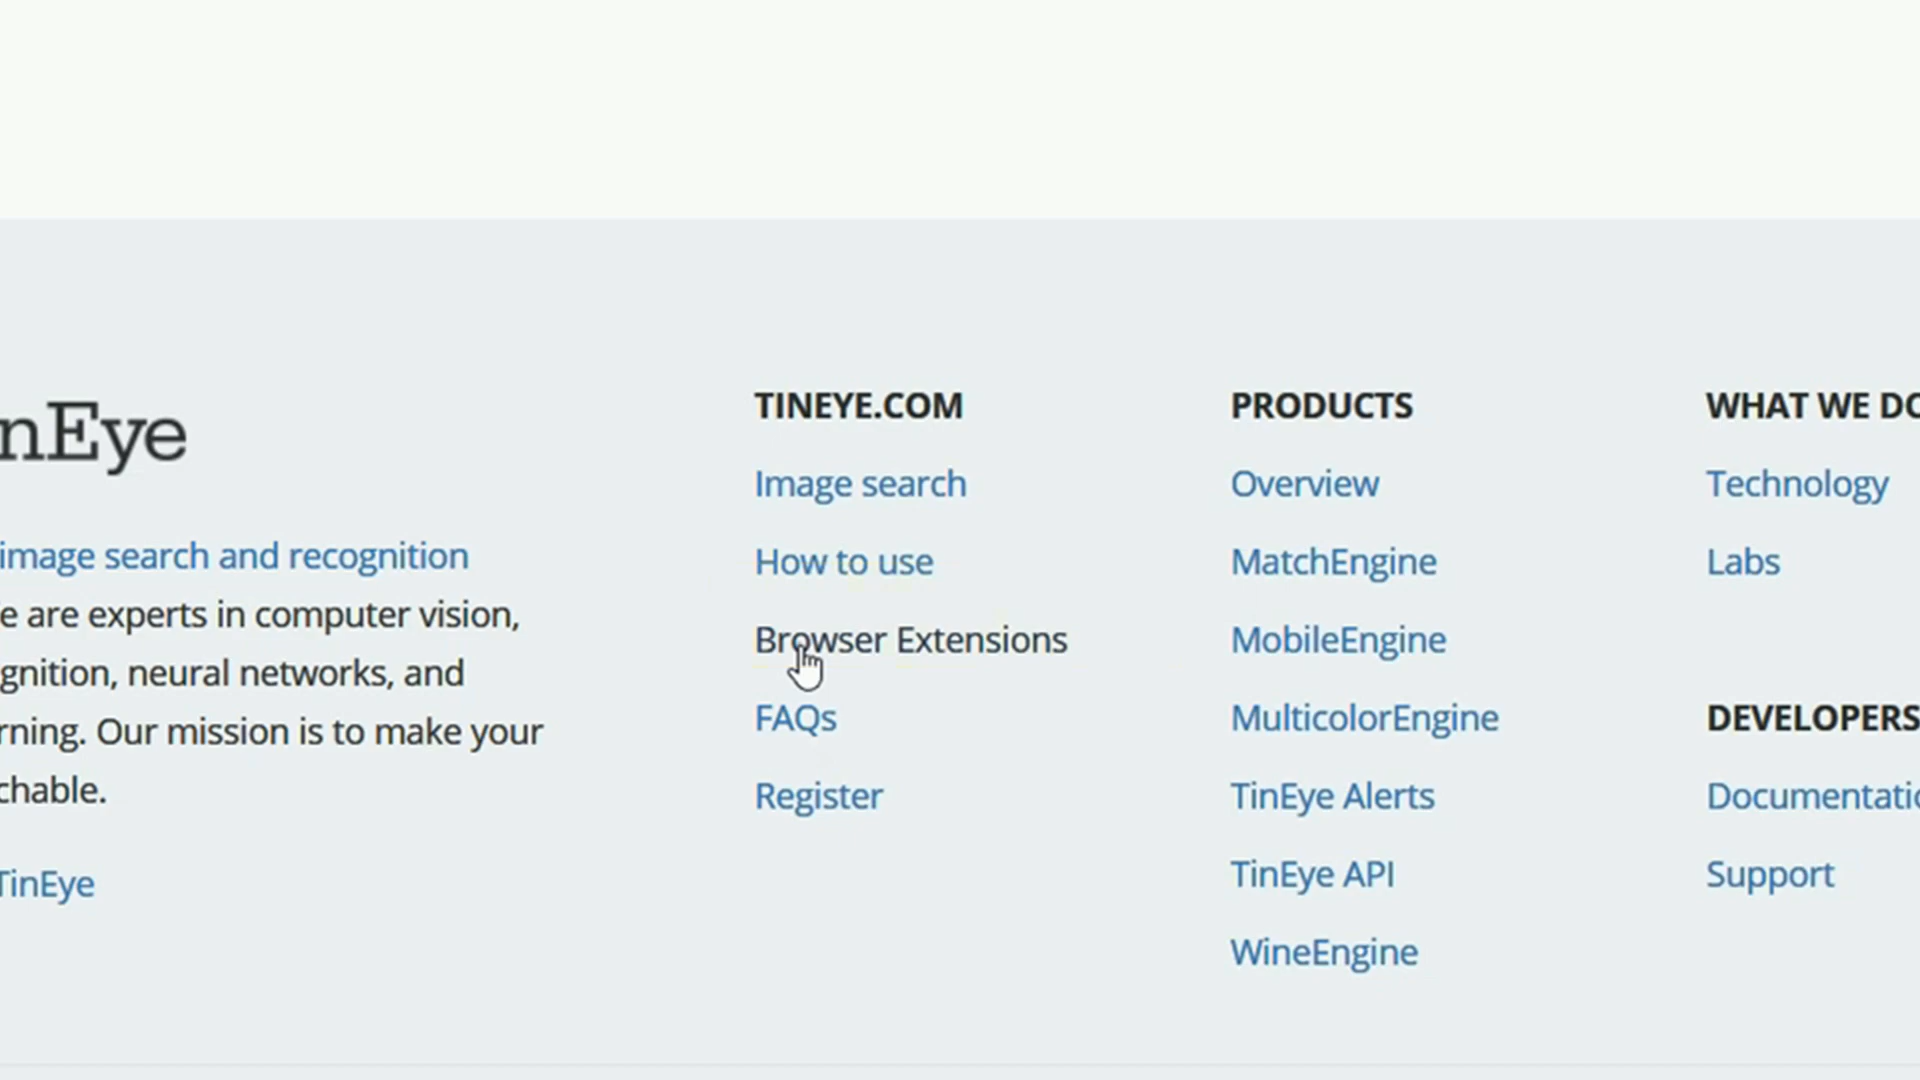 nEye
image search and recognition
e are experts in computer vision,
gnition, neural networks, and
rning. Our mission is to make your
chable.
TinEye
TINEYE.COM
Image search
How to use
Browser Extensions
FAQs
Register
PRODUCTS
Overview
MatchEngine
MobileEngine
MulticolorEngine
TinEye Alerts
TinEye API
WineEngine
WHAT WE DO
Technology
Labs
DEVELOPERS
Documentatio
Support